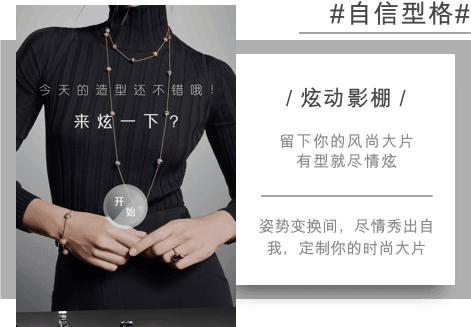 #自信型格#
今天的造型还不错哦！
来炫一下？
开
始
/ 炫动影棚 /
留下你的风尚大片
有型就尽情炫
姿势变换间，尽情秀出自
我，定制你的时尚大片